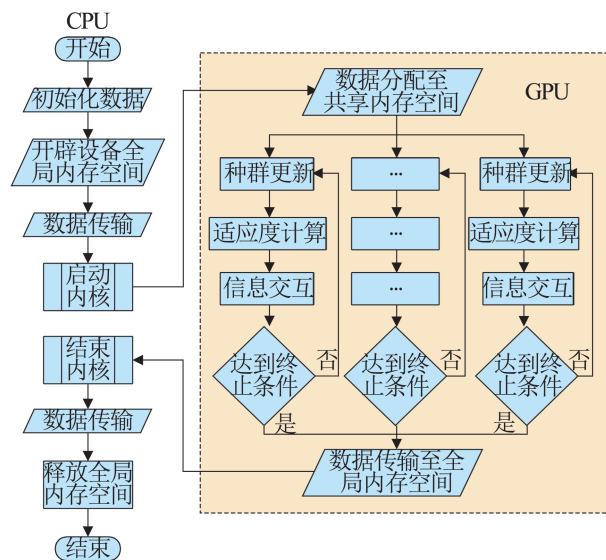 CPU
开始
初始化数据
开辟设备全
局内存空间
数据传输
启动
内核
结束
内核
数据传输
释放全局
内存空间
结束
GPU
数据分配至
共享内存空间
种群更新
...
种群更新
适应度计算
...
适应度计算
信息交互
...
信息交互
达到终
止条件
否
达到终
止条件
否
达到终
止条件
否
是
是
数据传输至全
局内存空间